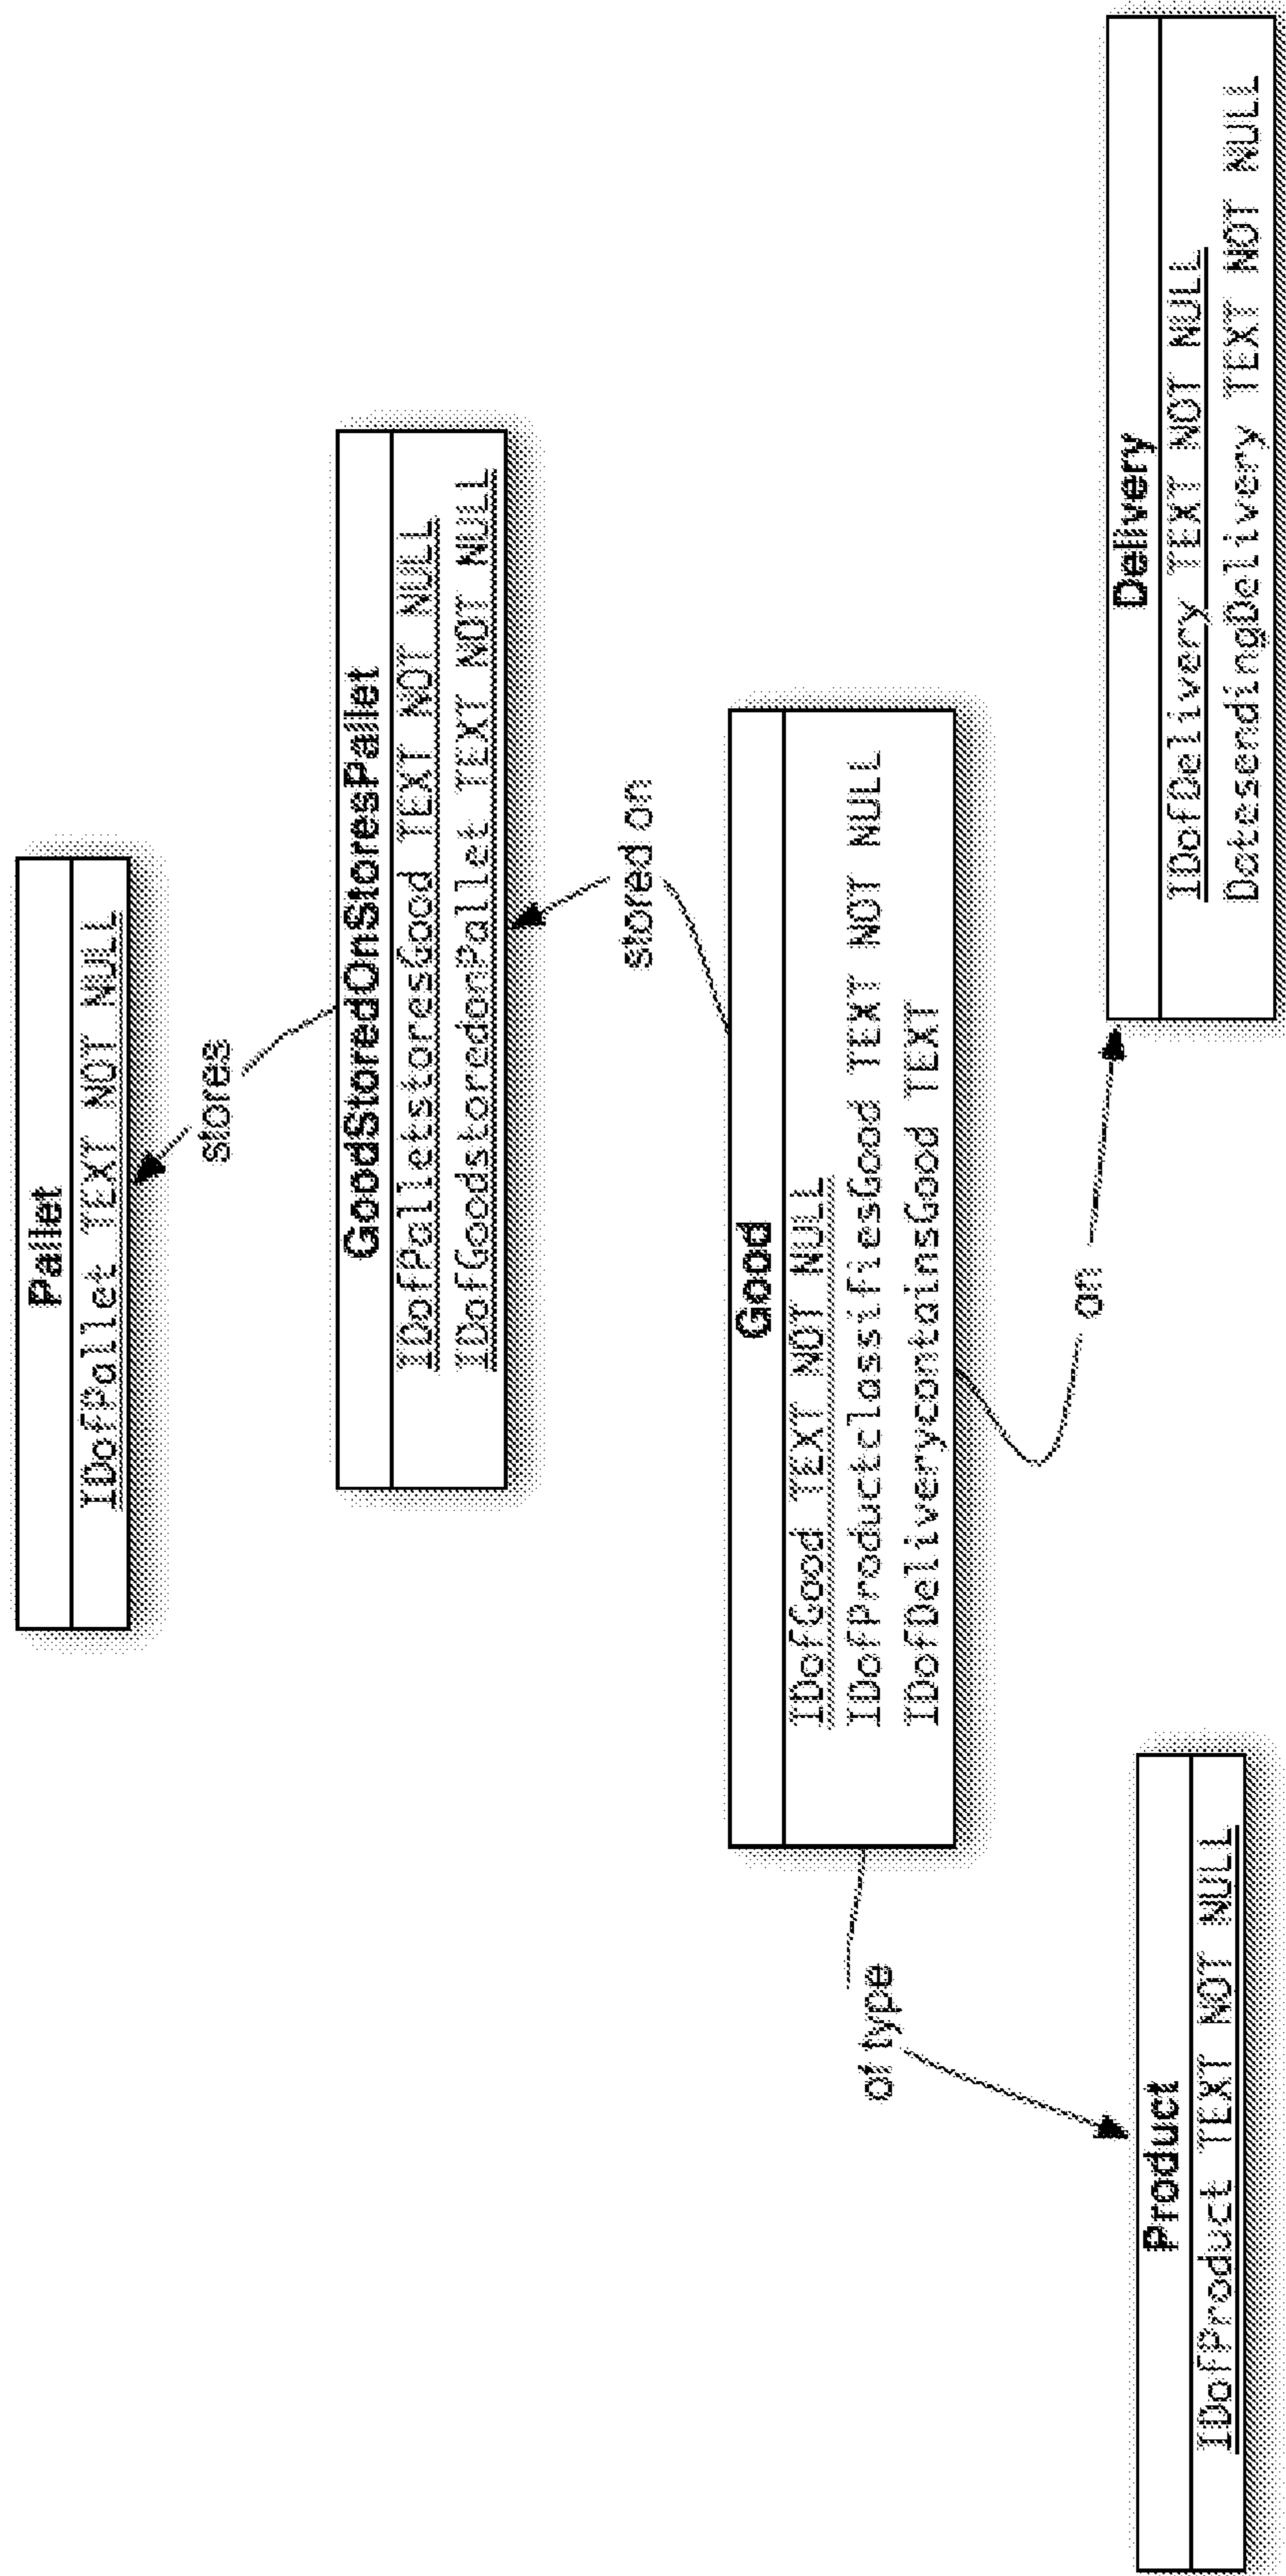 Pallet
IDofPallet TEXT NOT NULL
stores
GoodStoredOnStoresPallet
IDofPalletstoresGood TEXT NOT NULL
IDofGoodstoredonPallet TEXT NOT NULL
stored on
Good
IDofGood TEXT NOT NULL
IDofProductclassifiesGood TEXT NOT NULL
IDofDeliverycontainsGood TEXT
of type
on
Product
IDofProduct TEXT NOT NULL
Delivery
IDofDelivery TEXT NOT NULL
DatesendingDelivery TEXT NOT NULL